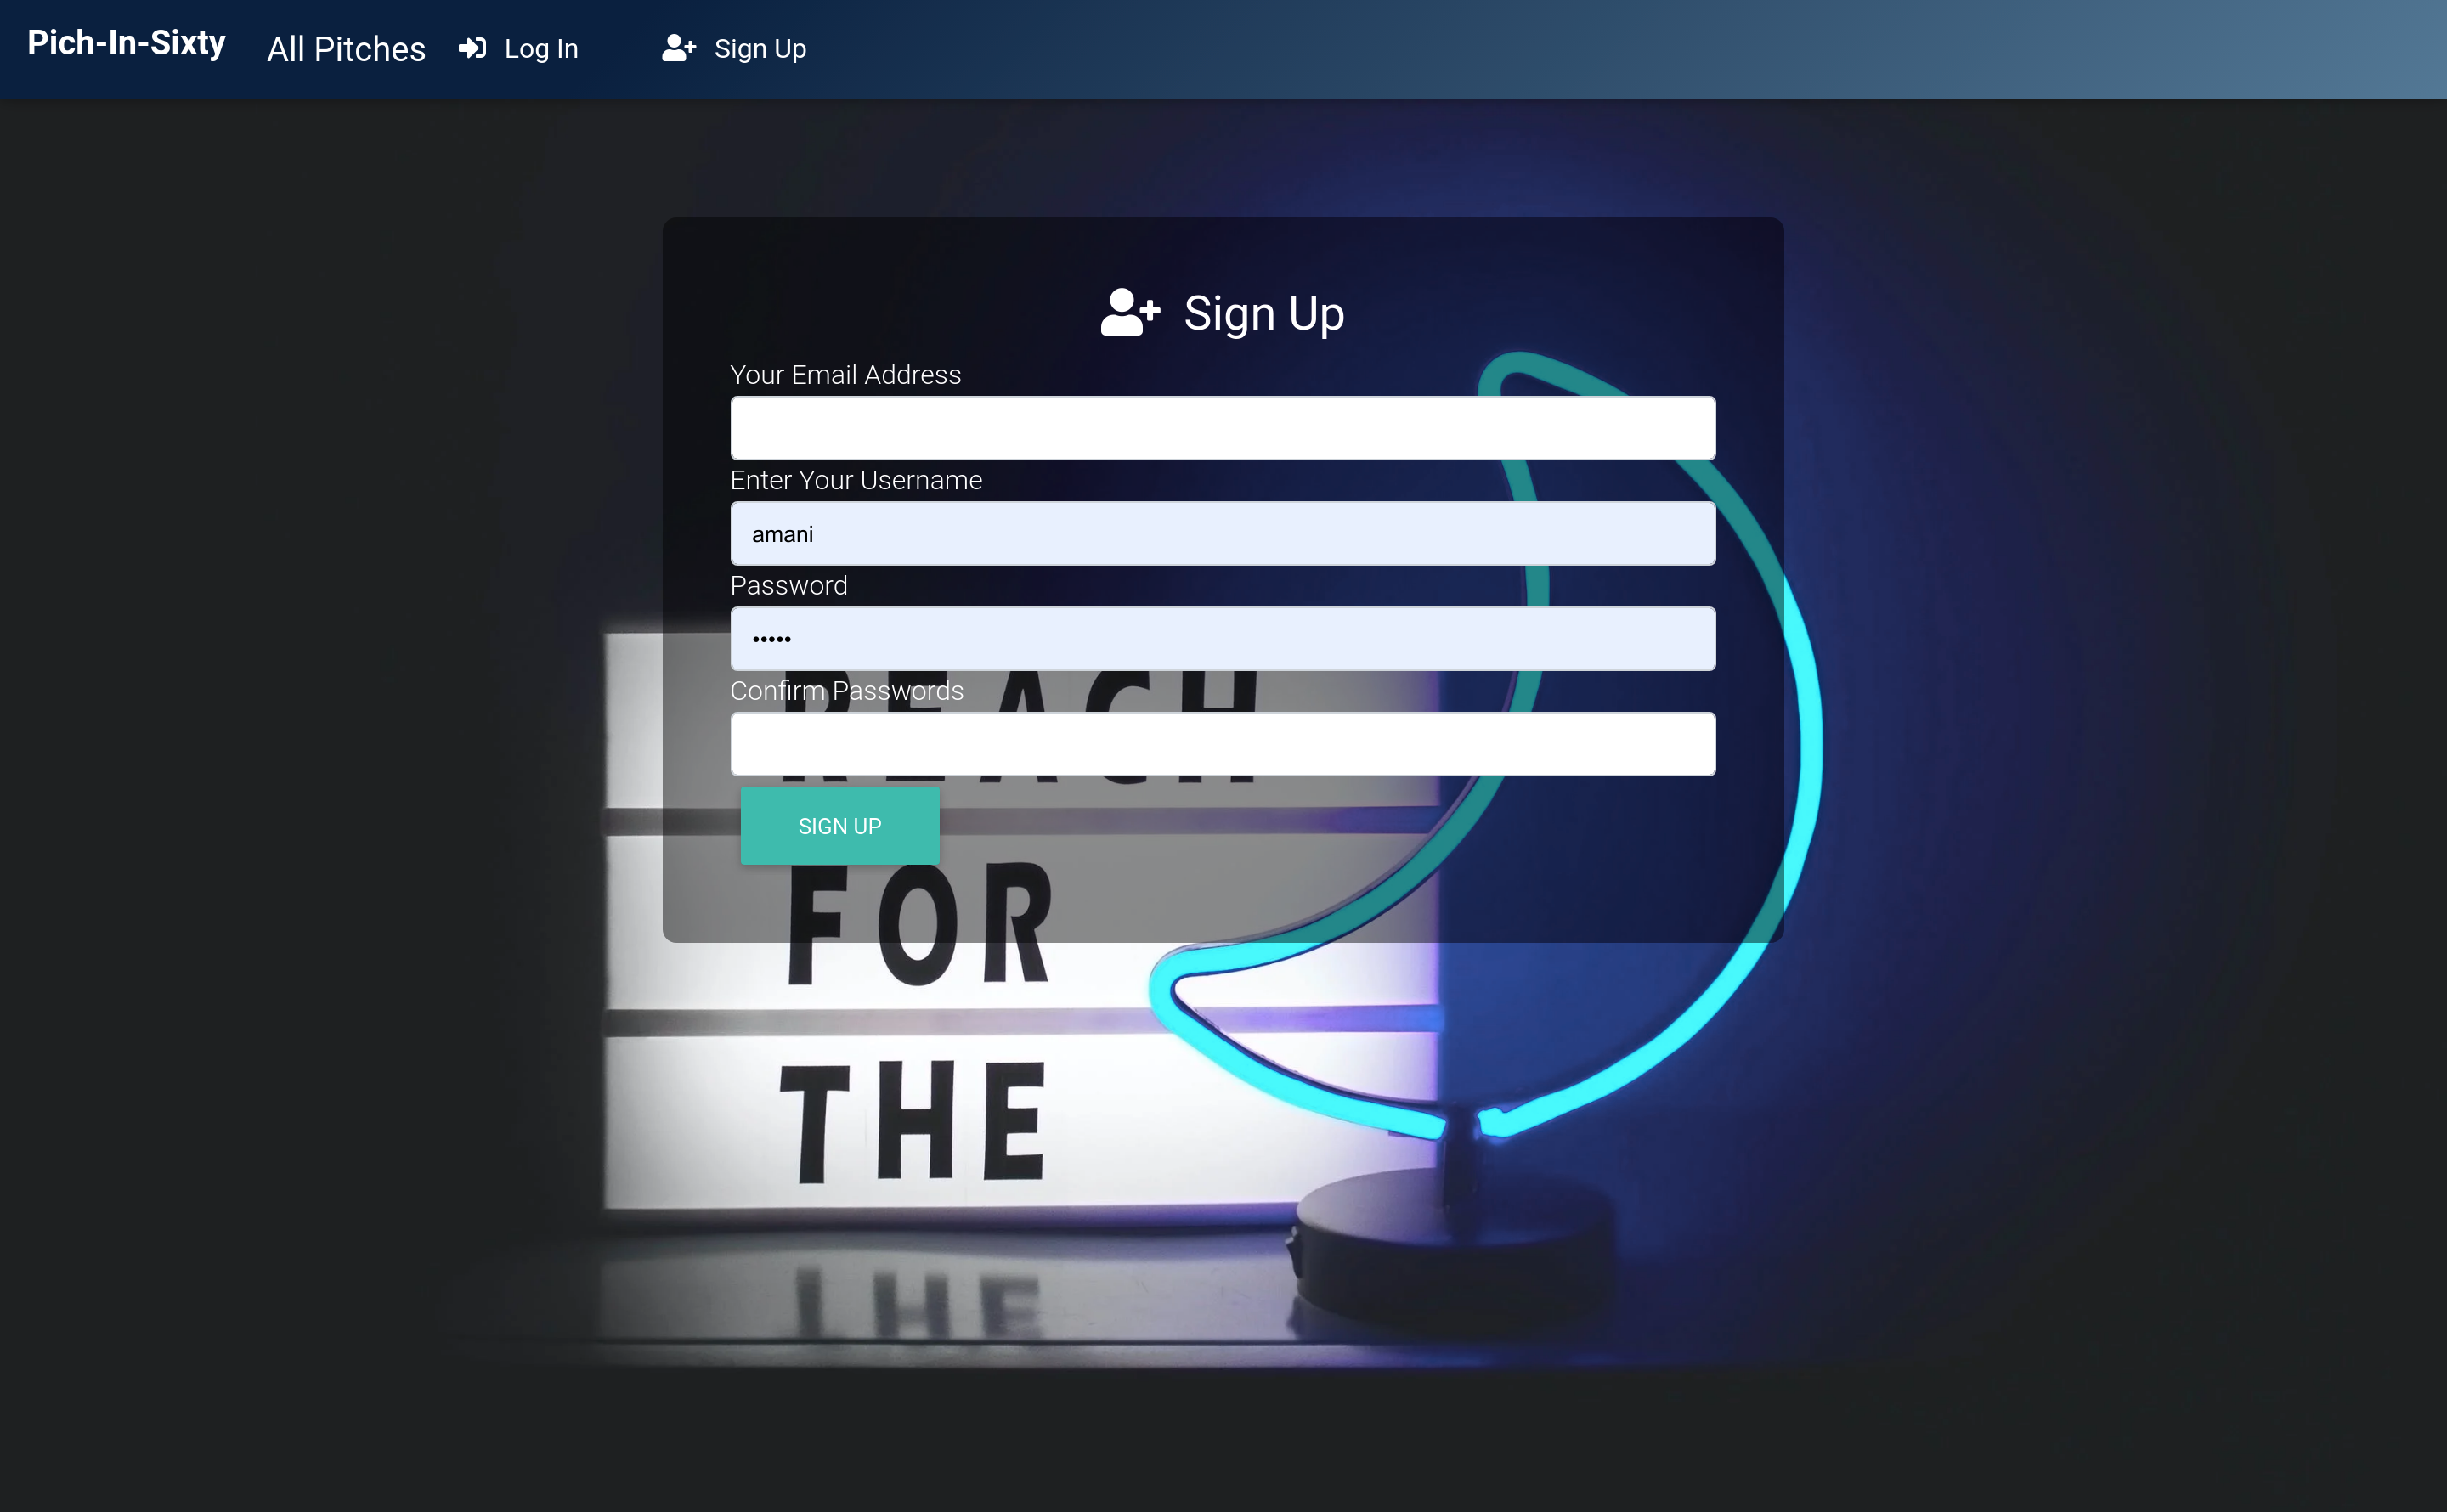 Pich-In-Sixty All Pitches Log In Sign Up
Sign Up
Your Email Address
Enter Your Username
amani
Password
•••••
Confirm Passwords
REACH
SIGN UP
FOR
THE